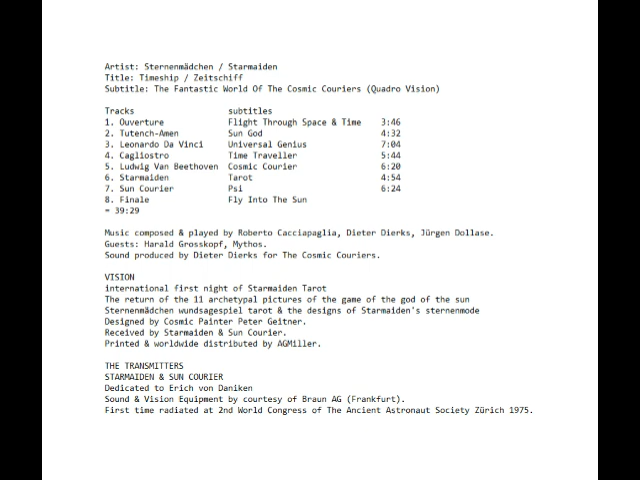 Artist: Sternenmädchen / Starmaiden
Title: Timeship / Zeitschiff
Subtitle: The Fantastic World Of The Cosmic Couriers (Quadro Vision)
Tracks subtitles
1. Ouverture Flight Through Space & Time 3:46
2. Tutench-Amen Sun God 4:32
3. Leonardo Da Vinci Universal Genius 7:04
4. Cagliostro Time Traveller 5:44
5. Ludwig Van Beethoven Cosmic Courier 6:20
6. Starmaiden Tarot 4:54
7. Sun Courier Psi 6:24
8. Finale Fly Into The Sun
= 39:29
Music composed & played by Roberto Cacciapaglia, Dieter Dierks, Jürgen Dollase.
Guests: Harald Grosskopf, Mythos.
Sound produced by Dieter Dierks for The Cosmic Couriers.
VISION
international first night of Starmaiden Tarot
The return of the 11 archetypal pictures of the game of the god of the sun
Sternenmädchen wundsagespiel tarot & the designs of Starmaiden's sternenmode
Designed by Cosmic Painter Peter Geitner.
Received by Starmaiden & Sun Courier.
Printed & worldwide distributed by AGMiller.
THE TRANSMITTERS
STARMAIDEN & SUN COURIER
Dedicated to Erich von Daniken
Sound & Vision Equipment by courtesy of Braun AG (Frankfurt).
First time radiated at 2nd World Congress of The Ancient Astronaut Society Zürich 1975.